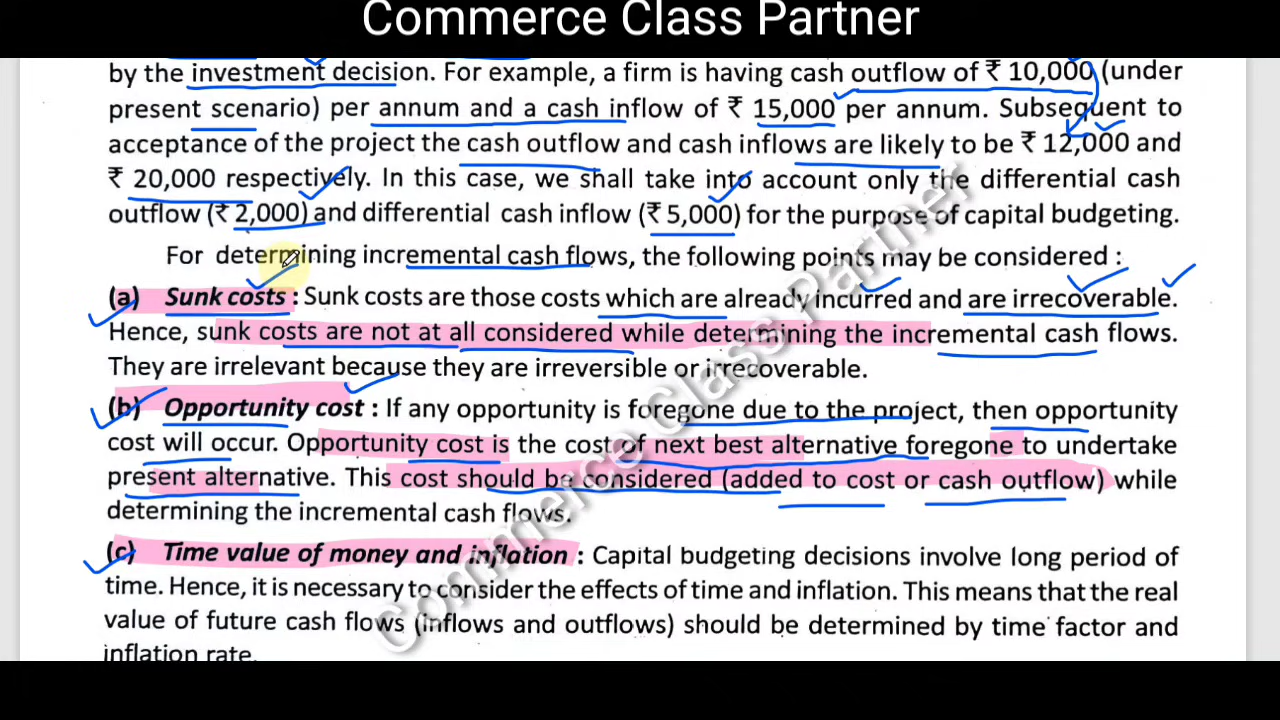 Commerce Class Partner
by the investment decision. For example, a firm is having cash outflow of ₹ 10,000 (under
present scenario) per annum and a cash inflow of ₹ 15,000 per annum. Subsequent to
acceptance of the project the cash outflow and cash inflows are likely to be ₹ 12,000 and
₹ 20,000 respectively. In this case, we shall take into account only the differential cash
outflow (₹ 2,000) and differential cash inflow (₹ 5,000) for the purpose of capital budgeting.
For determining incremental cash flows, the following points may be considered :
(a) Sunk costs : Sunk costs are those costs which are already incurred and are irrecoverable.
Hence, sunk costs are not at all considered while determining the incremental cash flows.
They are irrelevant because they are irreversible or irrecoverable.
(b) Opportunity cost : If any opportunity is foregone due to the project, then opportunity
cost will occur. Opportunity cost is the cost of next best alternative foregone to undertake
present alternative. This cost should be considered (added to cost or cash outflow) while
determining the incremental cash flows.
(c) Time value of money and inflation : Capital budgeting decisions involve long period of
time. Hence, it is necessary to consider the effects of time and inflation. This means that the real
value of future cash flows (inflows and outflows) should be determined by time factor and
inflation rate.
Commerce Class Partner